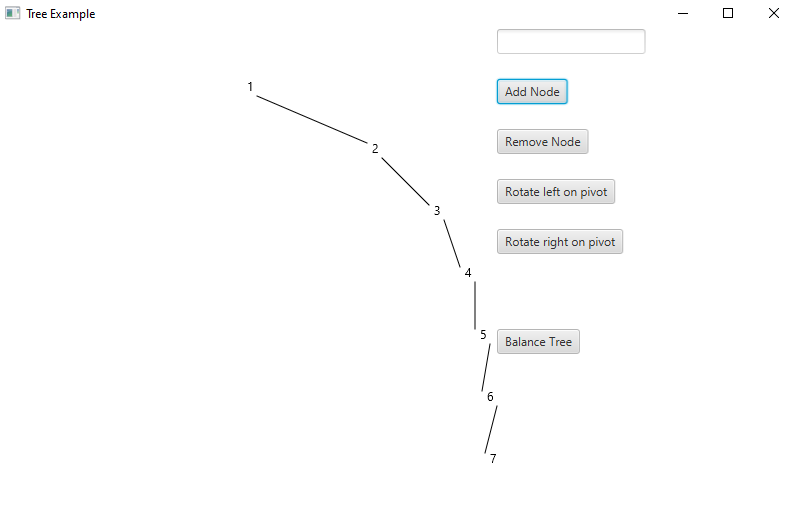 Tree Example
1
Add Node
2
Remove Node
Rotate left on pivot
3
Rotate right on pivot
4
5
Balance Tree
6
7